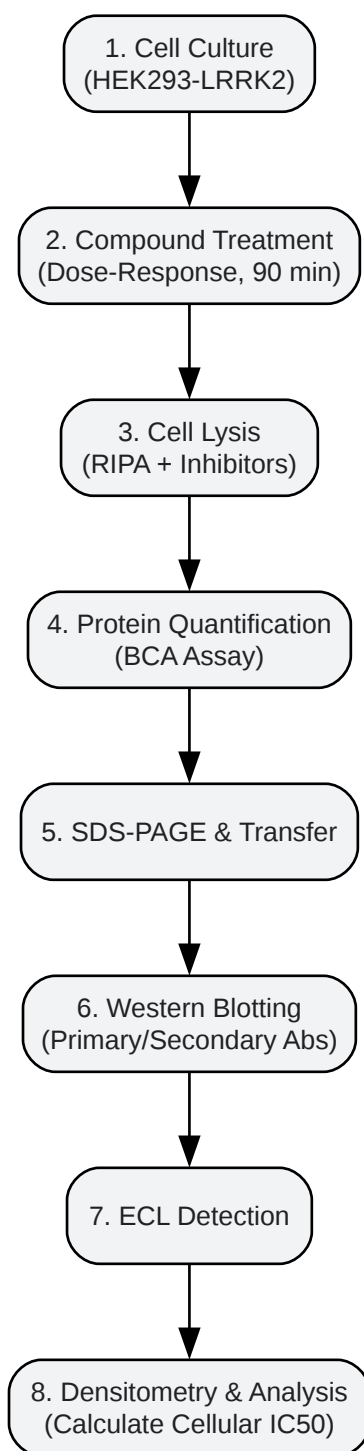 1. Cell Culture
(HEK293-LRRK2)
2. Compound Treatment
(Dose-Response, 90 min)
3. Cell Lysis
(RIPA + Inhibitors)
4. Protein Quantification
(BCA Assay)
5. SDS-PAGE & Transfer
6. Western Blotting
(Primary/Secondary Abs)
7. ECL Detection
8. Densitometry & Analysis
(Calculate Cellular IC50)